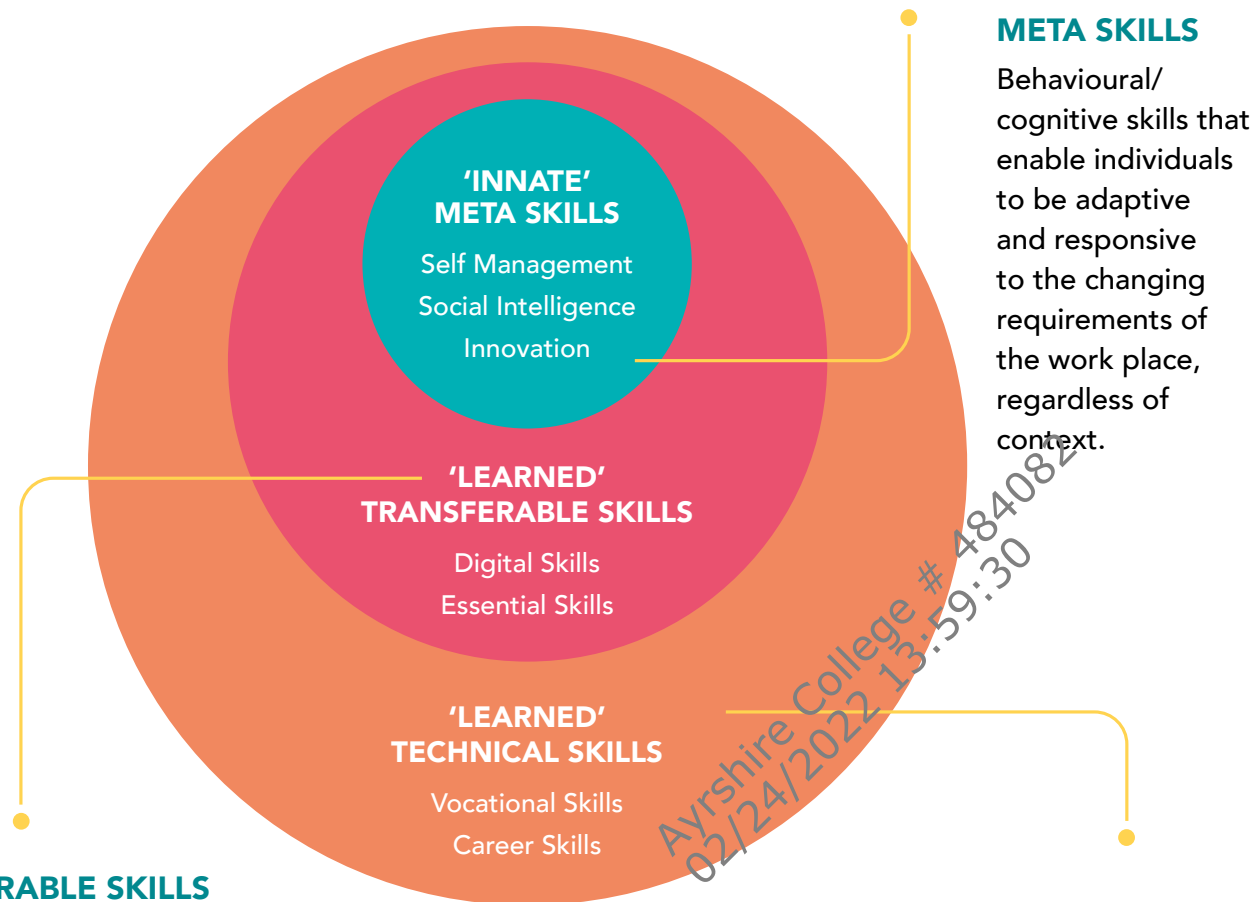 META SKILLS
Behavioural/
cognitive skills that
enable individuals
to be adaptive
and responsive
to the changing
requirements of
the work place,
regardless of
context.
‘INNATE’
META SKILLS
Self Management
Social Intelligence
Innovation
‘LEARNED’
TRANSFERABLE SKILLS
Digital Skills
Essential Skills
‘LEARNED’
TECHNICAL SKILLS
Vocational Skills
Career Skills
Ayrshire College # 484082
02/24/2022 13:59:30
RABLE SKILLS